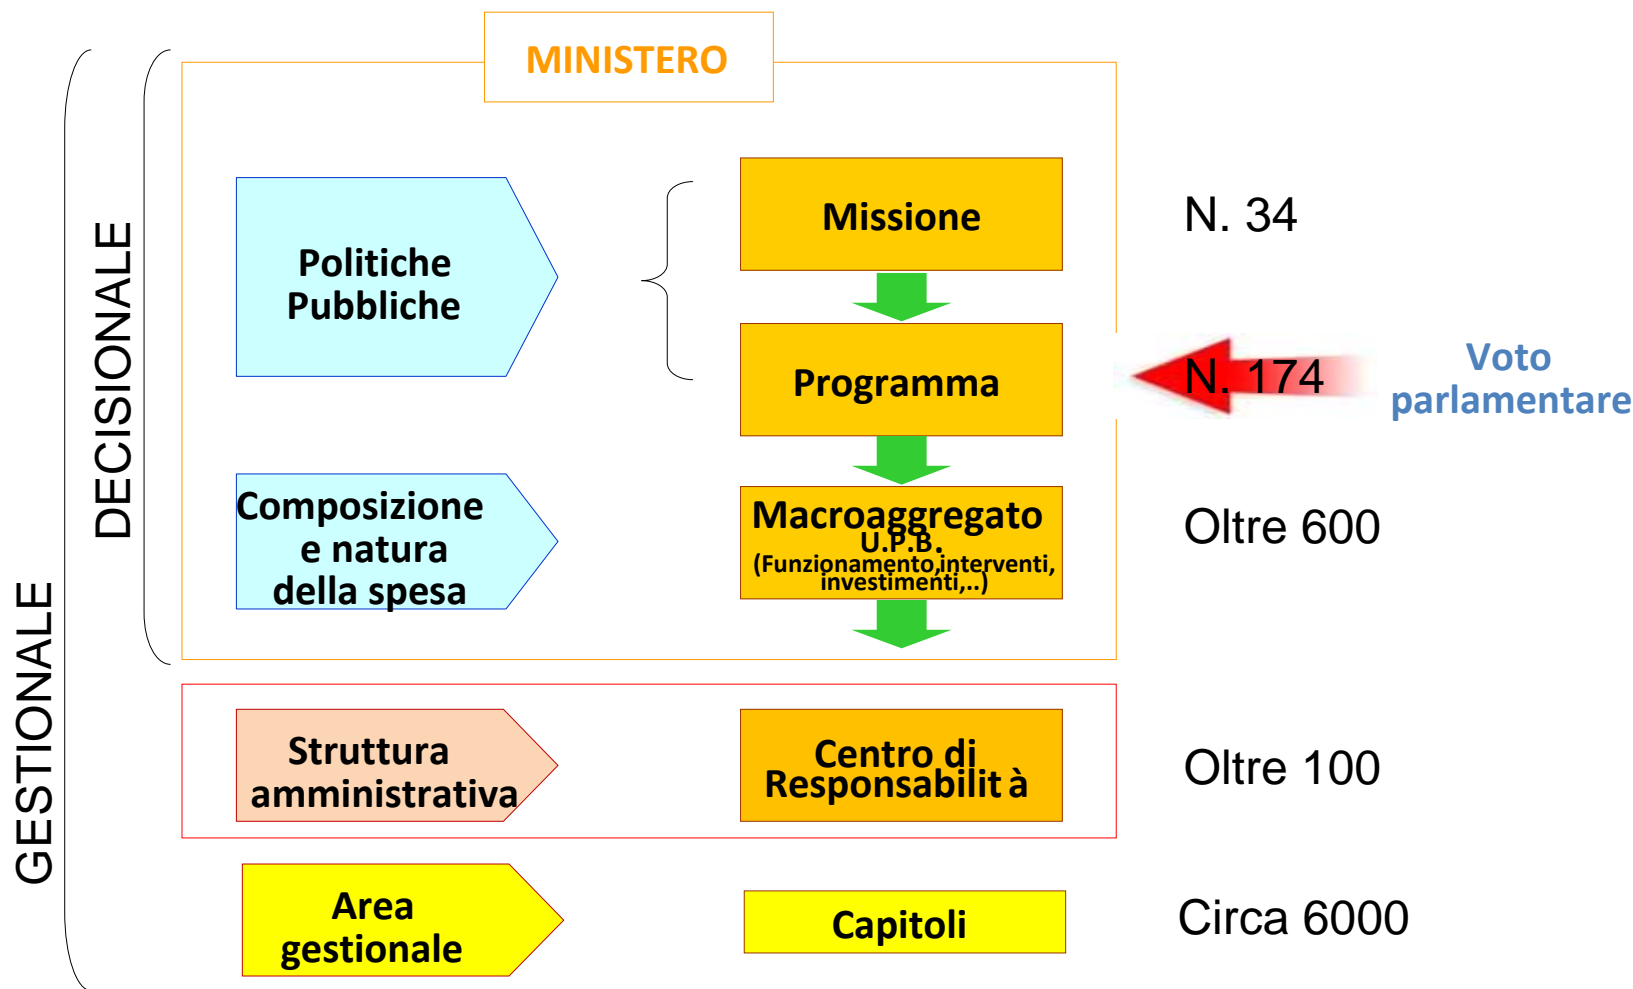 MINISTERO
DECISIONALE
GESTIONALE
Politiche
Pubbliche
Missione
N. 34
Programma
N. 174
Voto
parlamentare
Composizione
e natura
della spesa
Macroaggregato
U.P.B.
(Funzionamento,interventi,
investimenti,..)
Oltre 600
Struttura
amministrativa
Centro di
Responsabilit à
Oltre 100
Area
gestionale
Capitoli
Circa 6000